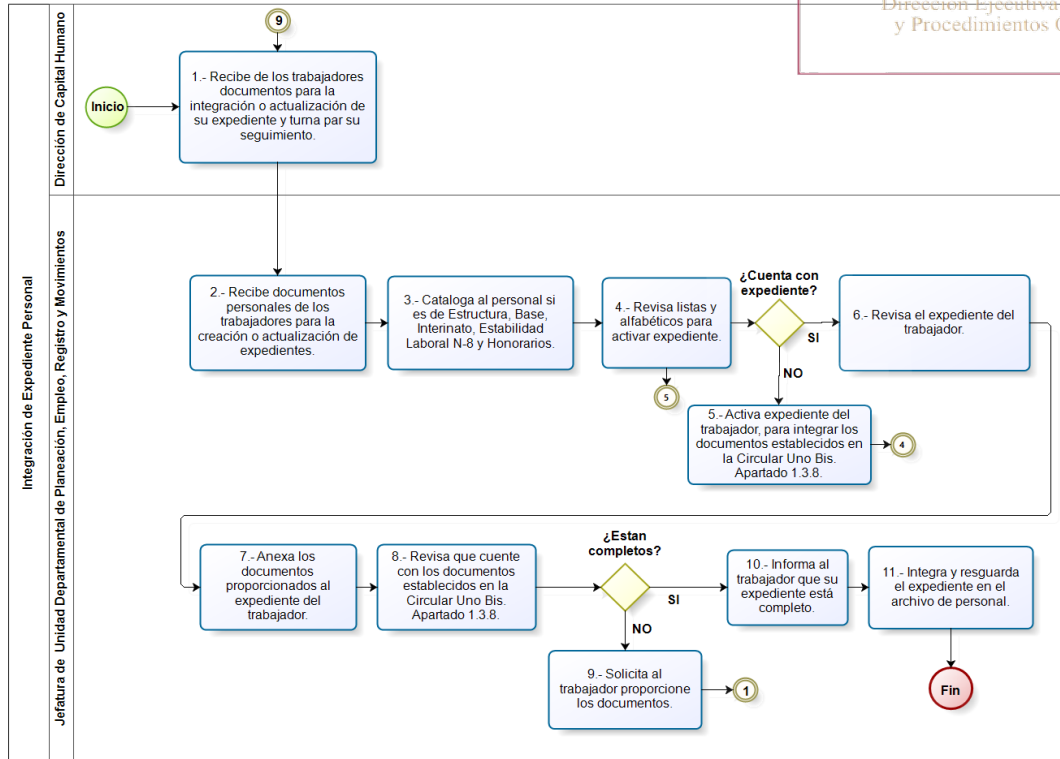 Dirección Ejecutiva
y Procedimientos
Integración de Expediente Personal
Dirección de Capital Humano
9
Inicio
1.- Recibe de los trabajadores
documentos para la
integración o actualización de
su expediente y turna par su
seguimiento.
Jefatura de Unidad Departamental de Planeación, Empleo, Registro y Movimientos
2.- Recibe documentos
personales de los
trabajadores para la
creación o actualización de
expedientes.
3.- Cataloga al personal si
es de Estructura, Base,
Interinato, Estabilidad
Laboral N-8 y Honorarios.
4.- Revisa listas y
alfabéticos para
activar expediente.
5
¿Cuenta con
expediente?
SI
NO
6.- Revisa el expediente del
trabajador.
5.- Activa expediente del
trabajador, para integrar los
documentos establecidos en
la Circular Uno Bis.
Apartado 1.3.8.
4
7.- Anexa los
documentos
proporcionados al
expediente del
trabajador.
8.- Revisa que cuente
con los documentos
establecidos en la
Circular Uno Bis.
Apartado 1.3.8.
¿Estan
completos?
SI
NO
9.- Solicita al
trabajador proporcione
los documentos.
1
10.- Informa al
trabajador que su
expediente está
completo.
11.- Integra y resguarda
el expediente en el
archivo de personal.
Fin